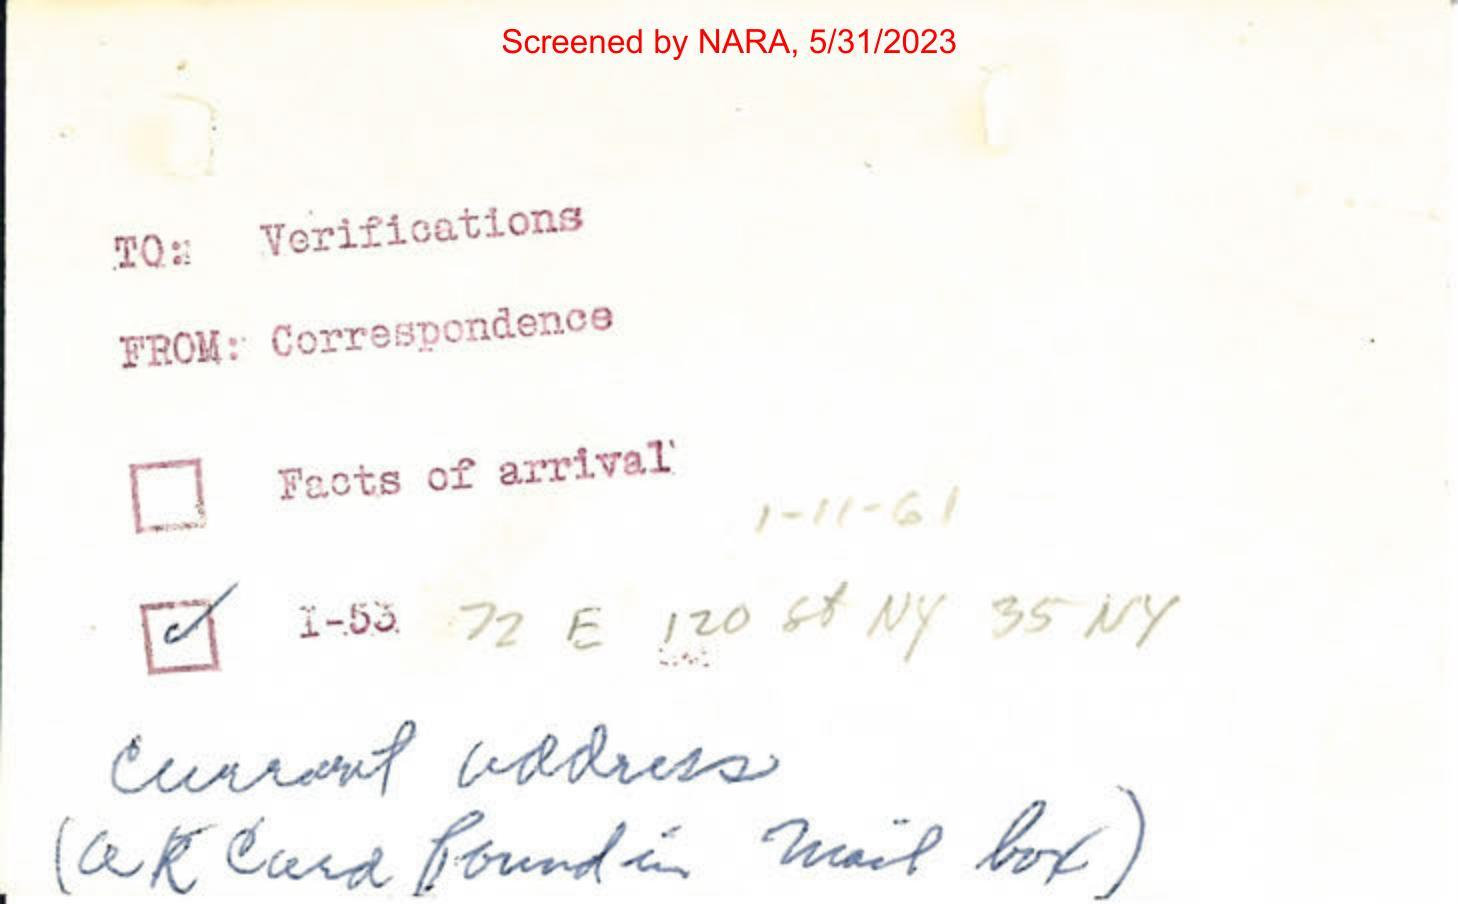 Screened by NARA, 5/31/2023
TO: Verifications
FROM: Correspondence
Facts of arrival
1-11-61
I-53 72 E 120 St NY 35 NY
Current address
(AR Card found in Mail box)